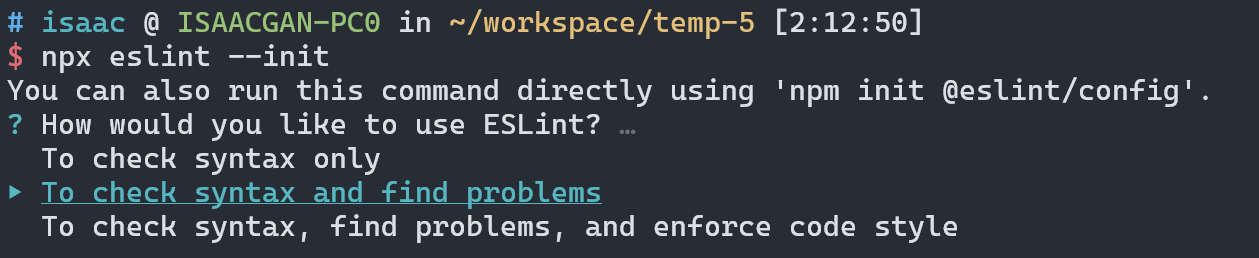 # isaac @ ISAACGAN-PC0 in ~/workspace/temp-5 [2:12:50]
$ npx eslint --init
You can also run this command directly using 'npm init @eslint/config'.
? How would you like to use ESLint? …
To check syntax only
▸ To check syntax and find problems
To check syntax, find problems, and enforce code style